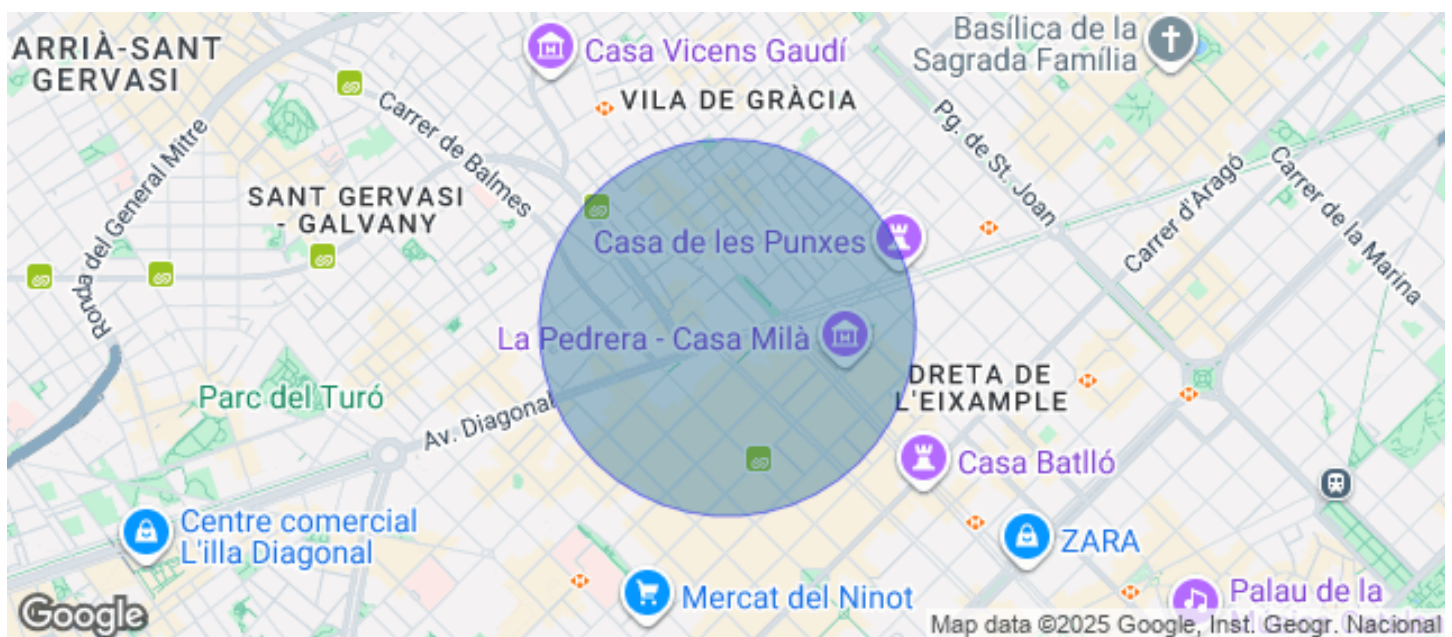 ARRIÀ-SANT
GERVASI
Casa Vicens Gaudí
Basílica de la
Sagrada Família
VILA DE GRÀCIA
Carrer de Balmes
Pg. de St. Joan
Ronda del General Mitre
SANT GERVASI
- GALVANY
Carrer d'Aragó
Carrer de la Marina
Casa de les Punxes
La Pedrera - Casa Milà
Parc del Turó
Av. Diagonal
DRETA DE
L'EIXAMPLE
Casa Batlló
Centre comercial
L'illa Diagonal
ZARA
Mercat del Ninot
Palau de la
Google
Map data ©2025 Google, Inst. Geogr. Nacional